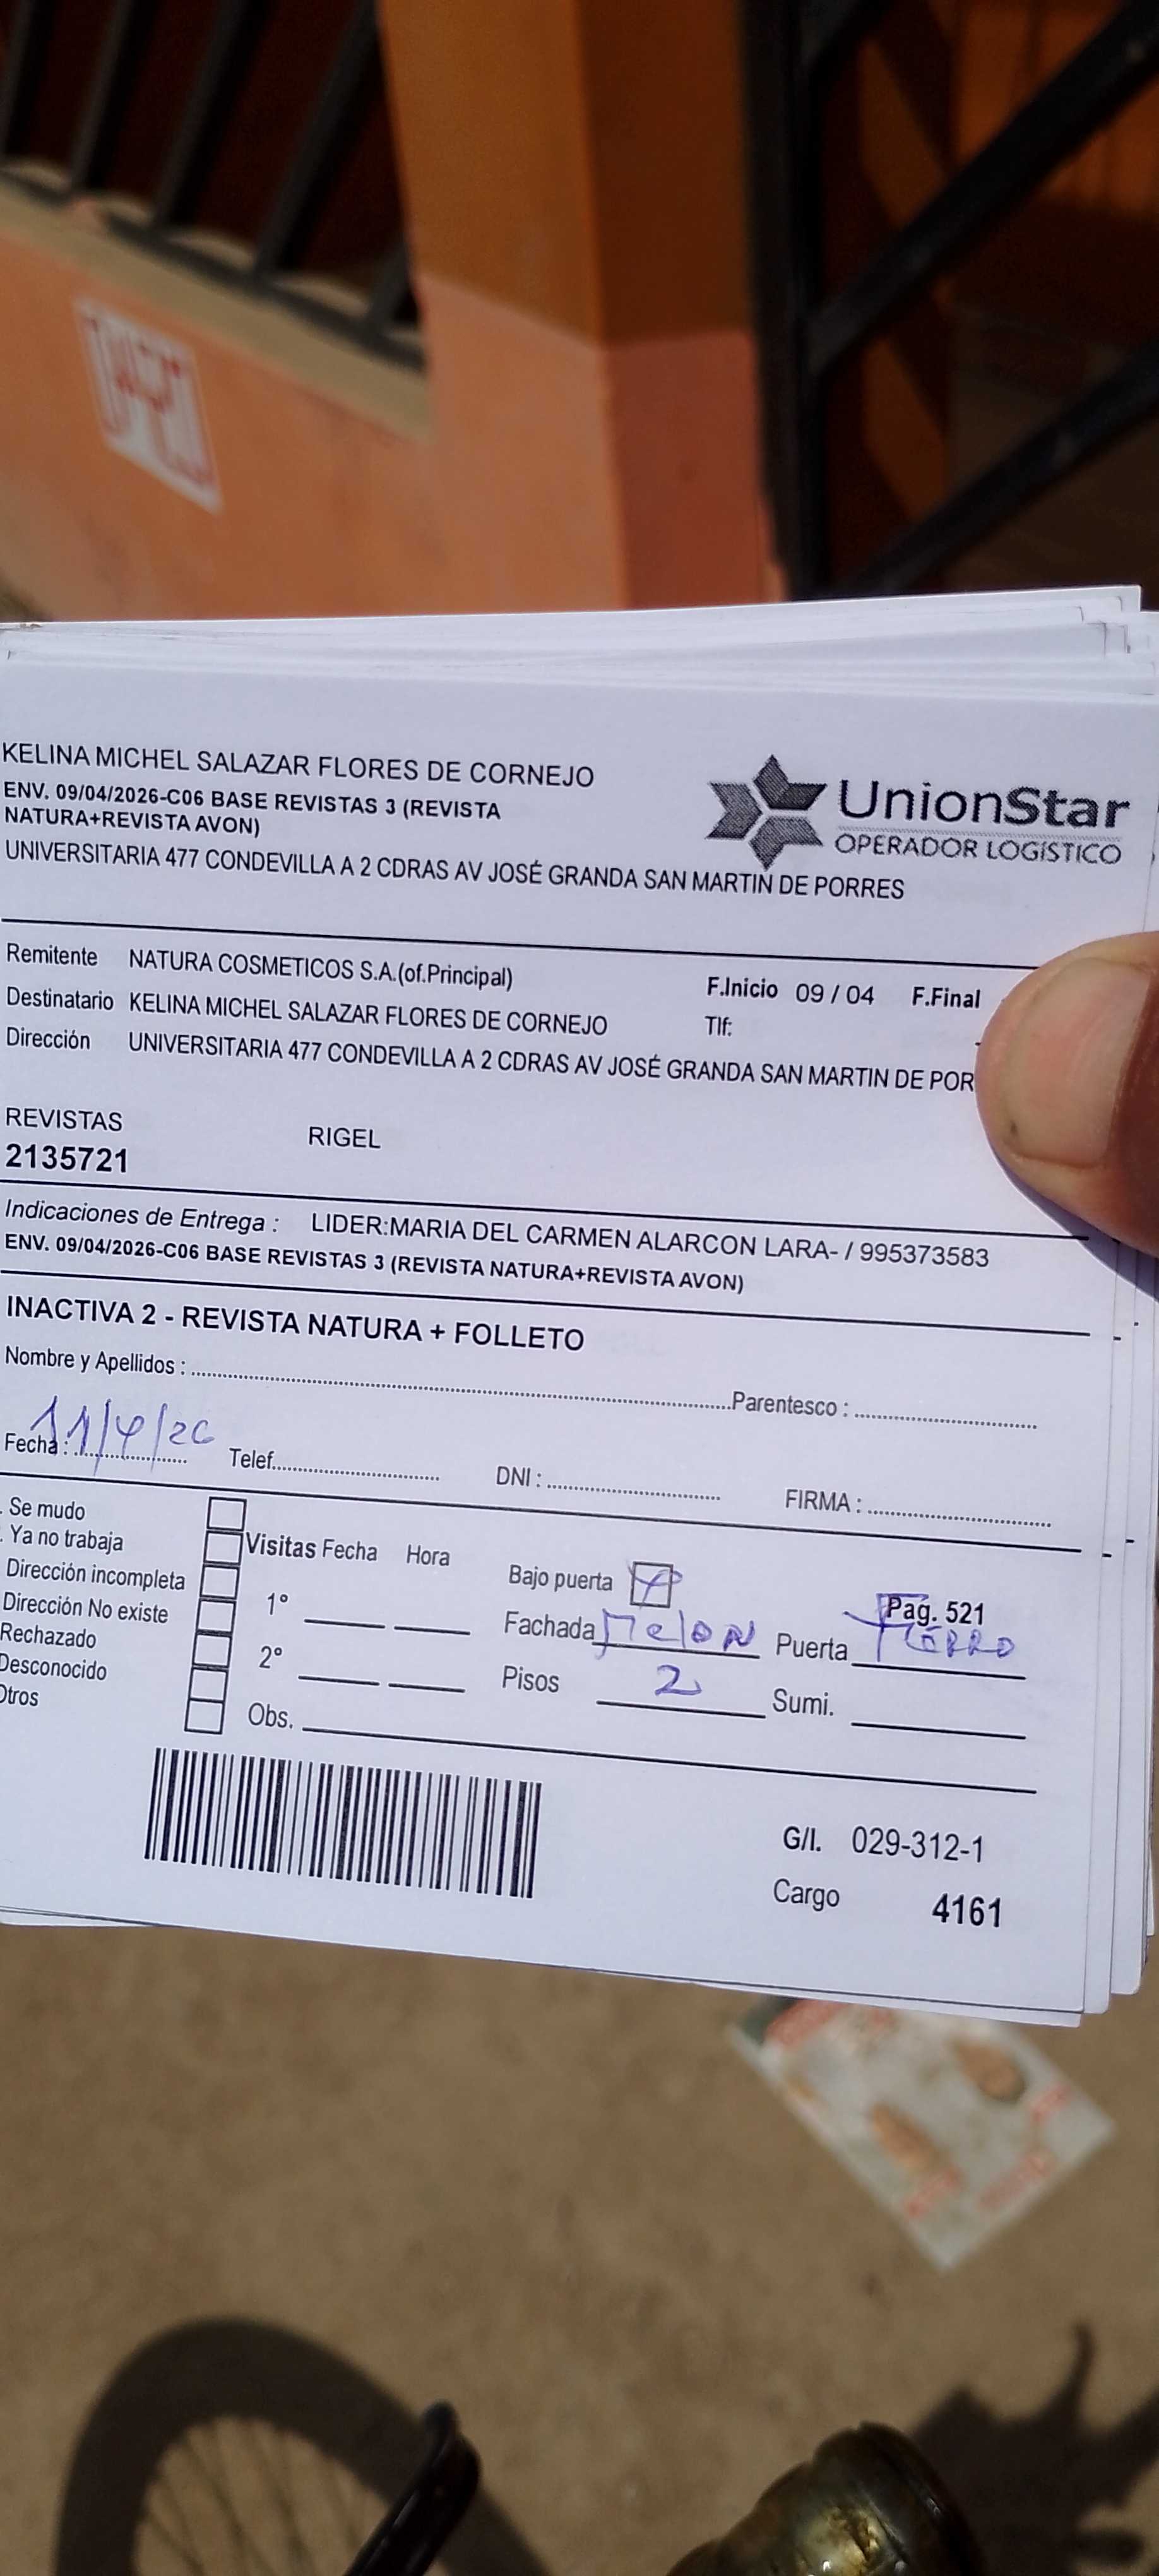 KELINA MICHEL SALAZAR FLORES DE CORNEJO
ENV. 09/04/2026-C06 BASE REVISTAS 3 (REVISTA
NATURA+REVISTA AVON)
UNIVERSITARIA 477 CONDEVILLA A 2 CDRAS AV JOSÉ GRANDA SAN MARTIN DE PORRES
UnionStar
OPERADOR LOGÍSTICO
Remitente NATURA COSMETICOS S.A.(of.Principal)
F.Inicio 09 / 04 F.Final
Destinatario KELINA MICHEL SALAZAR FLORES DE CORNEJO
Tlf:
Dirección UNIVERSITARIA 477 CONDEVILLA A 2 CDRAS AV JOSÉ GRANDA SAN MARTIN DE POR
REVISTAS RIGEL
2135721
Indicaciones de Entrega : LIDER:MARIA DEL CARMEN ALARCON LARA- / 995373583
ENV. 09/04/2026-C06 BASE REVISTAS 3 (REVISTA NATURA+REVISTA AVON)
INACTIVA 2 - REVISTA NATURA + FOLLETO
Nombre y Apellidos : Parentesco :
Fecha : 11/4/26 Telef. DNI : FIRMA :
Se mudo
Ya no trabaja
Dirección incompleta
Dirección No existe
Rechazado
Desconocido
Otros
Visitas Fecha Hora
1°
2°
Obs.
Bajo puerta
Pag. 521
Fachada Melon Puerta FIERRO
Pisos 2 Sumi.
G/I. 029-312-1
Cargo 4161